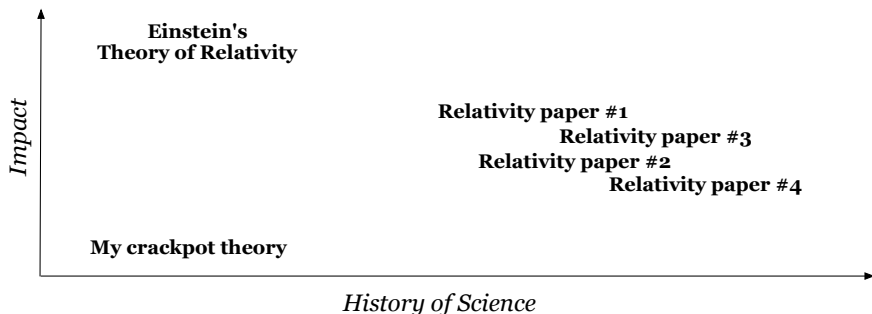 Einstein's
Theory of Relativity
Impact
Relativity paper #1
Relativity paper #3
Relativity paper #2
Relativity paper #4
My crackpot theory
History of Science